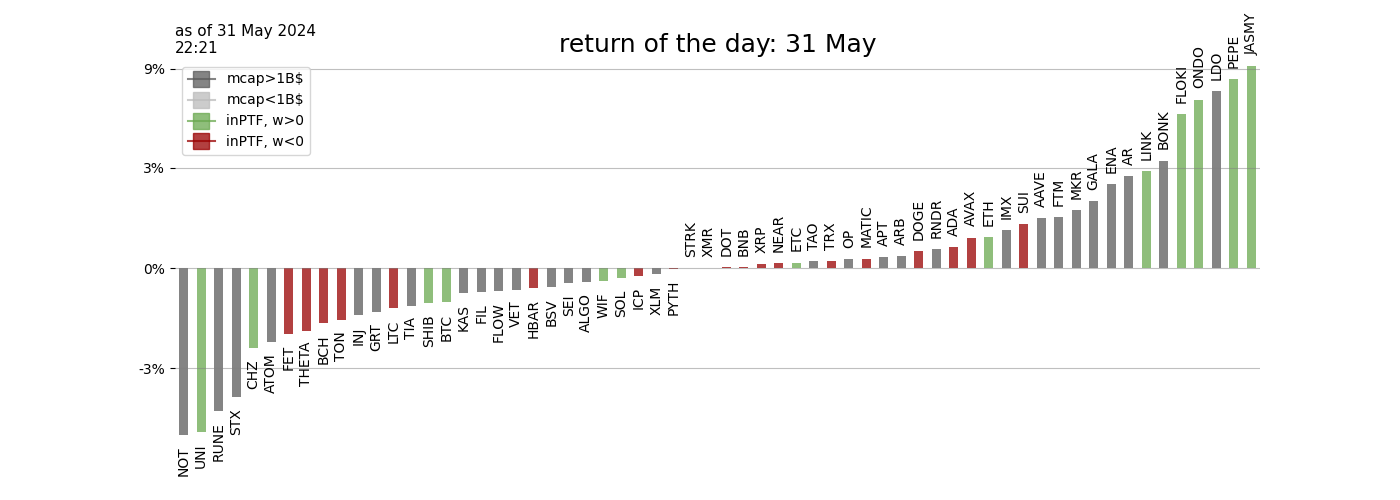 as of 31 May 2024
22:21
return of the day: 31 May
9%
3%
0%
-3%
mcap>1B$
mcap<1B$
inPTF, w>0
inPTF, w<0
NOT
UNI
RUNE
STX
CHZ
ATOM
FET
THETA
BCH
TON
INJ
GRT
LTC
TIA
SHIB
BTC
KAS
FIL
FLOW
VET
HBAR
BSV
SEI
ALGO
WIF
SOL
ICP
XLM
PYTH
STRK
XMR
DOT
BNB
XRP
NEAR
ETC
TAO
TRX
OP
MATIC
APT
ARB
DOGE
RNDR
ADA
AVAX
ETH
IMX
SUI
AAVE
FTM
MKR
GALA
ENA
AR
LINK
BONK
FLOKI
ONDO
LDO
PEPE
JASMY